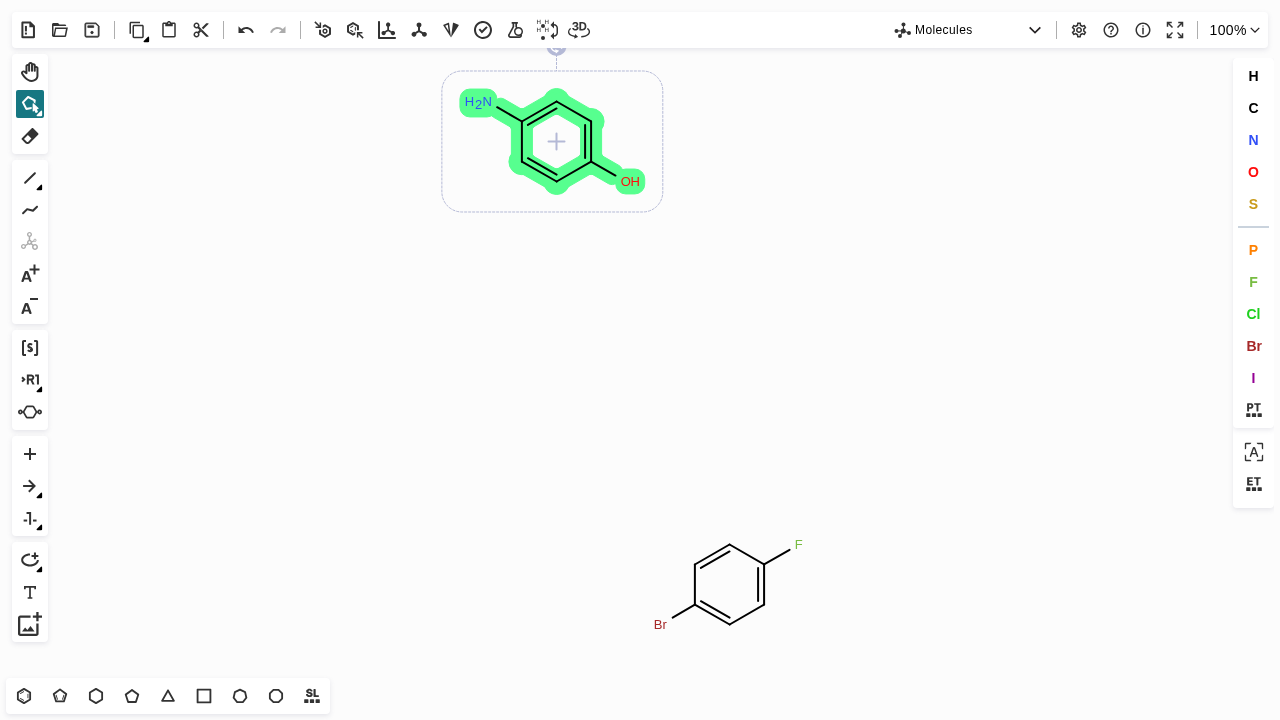 H H
H H
3D
Molecules
100%
H
C
H2N
N
A+
OH
O
S
A−
P
F
Cl
[s]
Br
R1
I
PT
[A]
ET
F
T
Br
SL